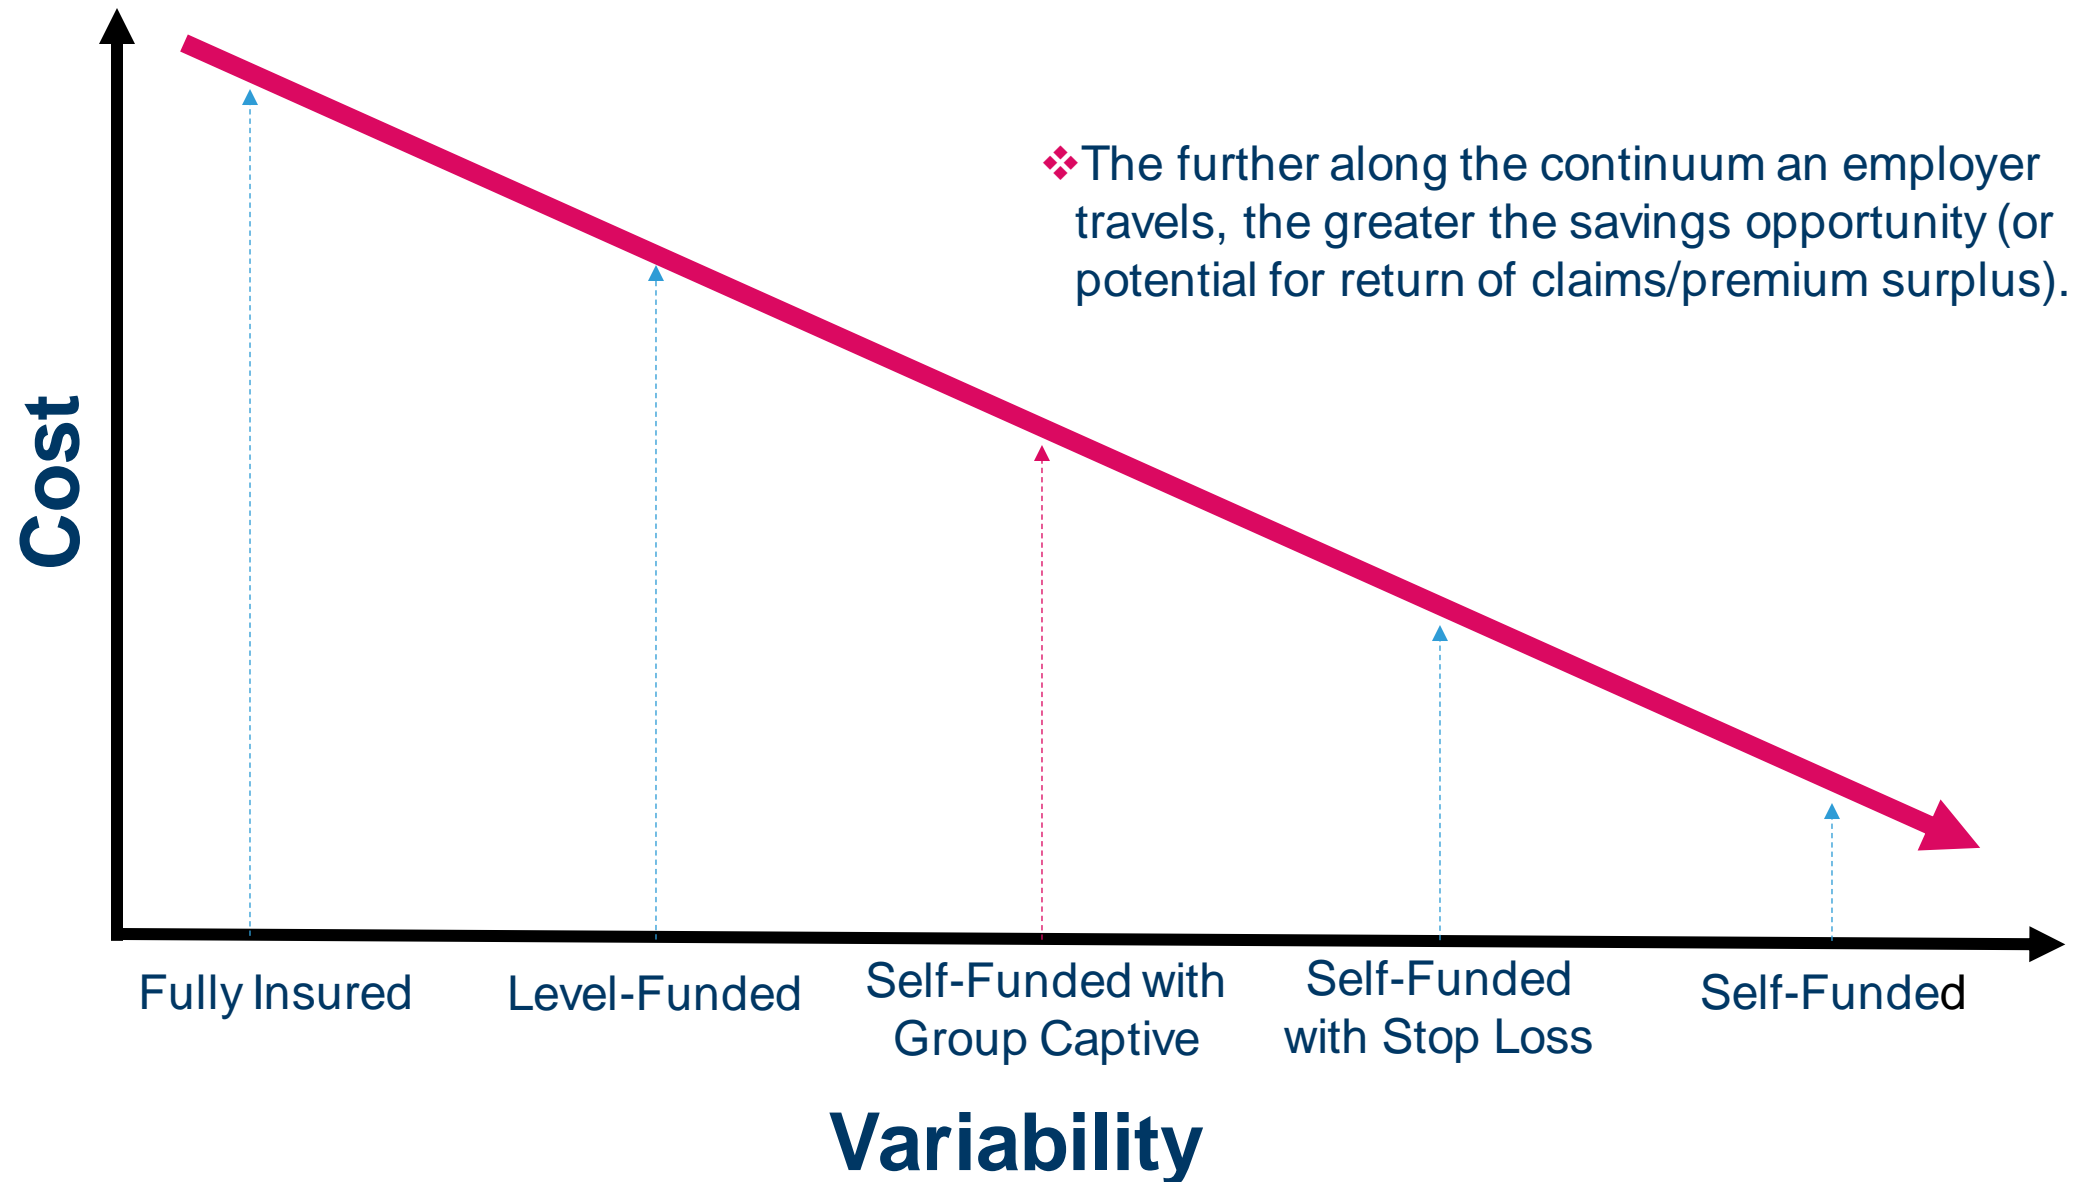 The further along the continuum an employer
travels, the greater the savings opportunity (or
potential for return of claims/premium surplus).
Cost
Fully Insured
Level-Funded
Self-Funded with
Group Captive
Self-Funded
with Stop Loss
Self-Funded
Variability